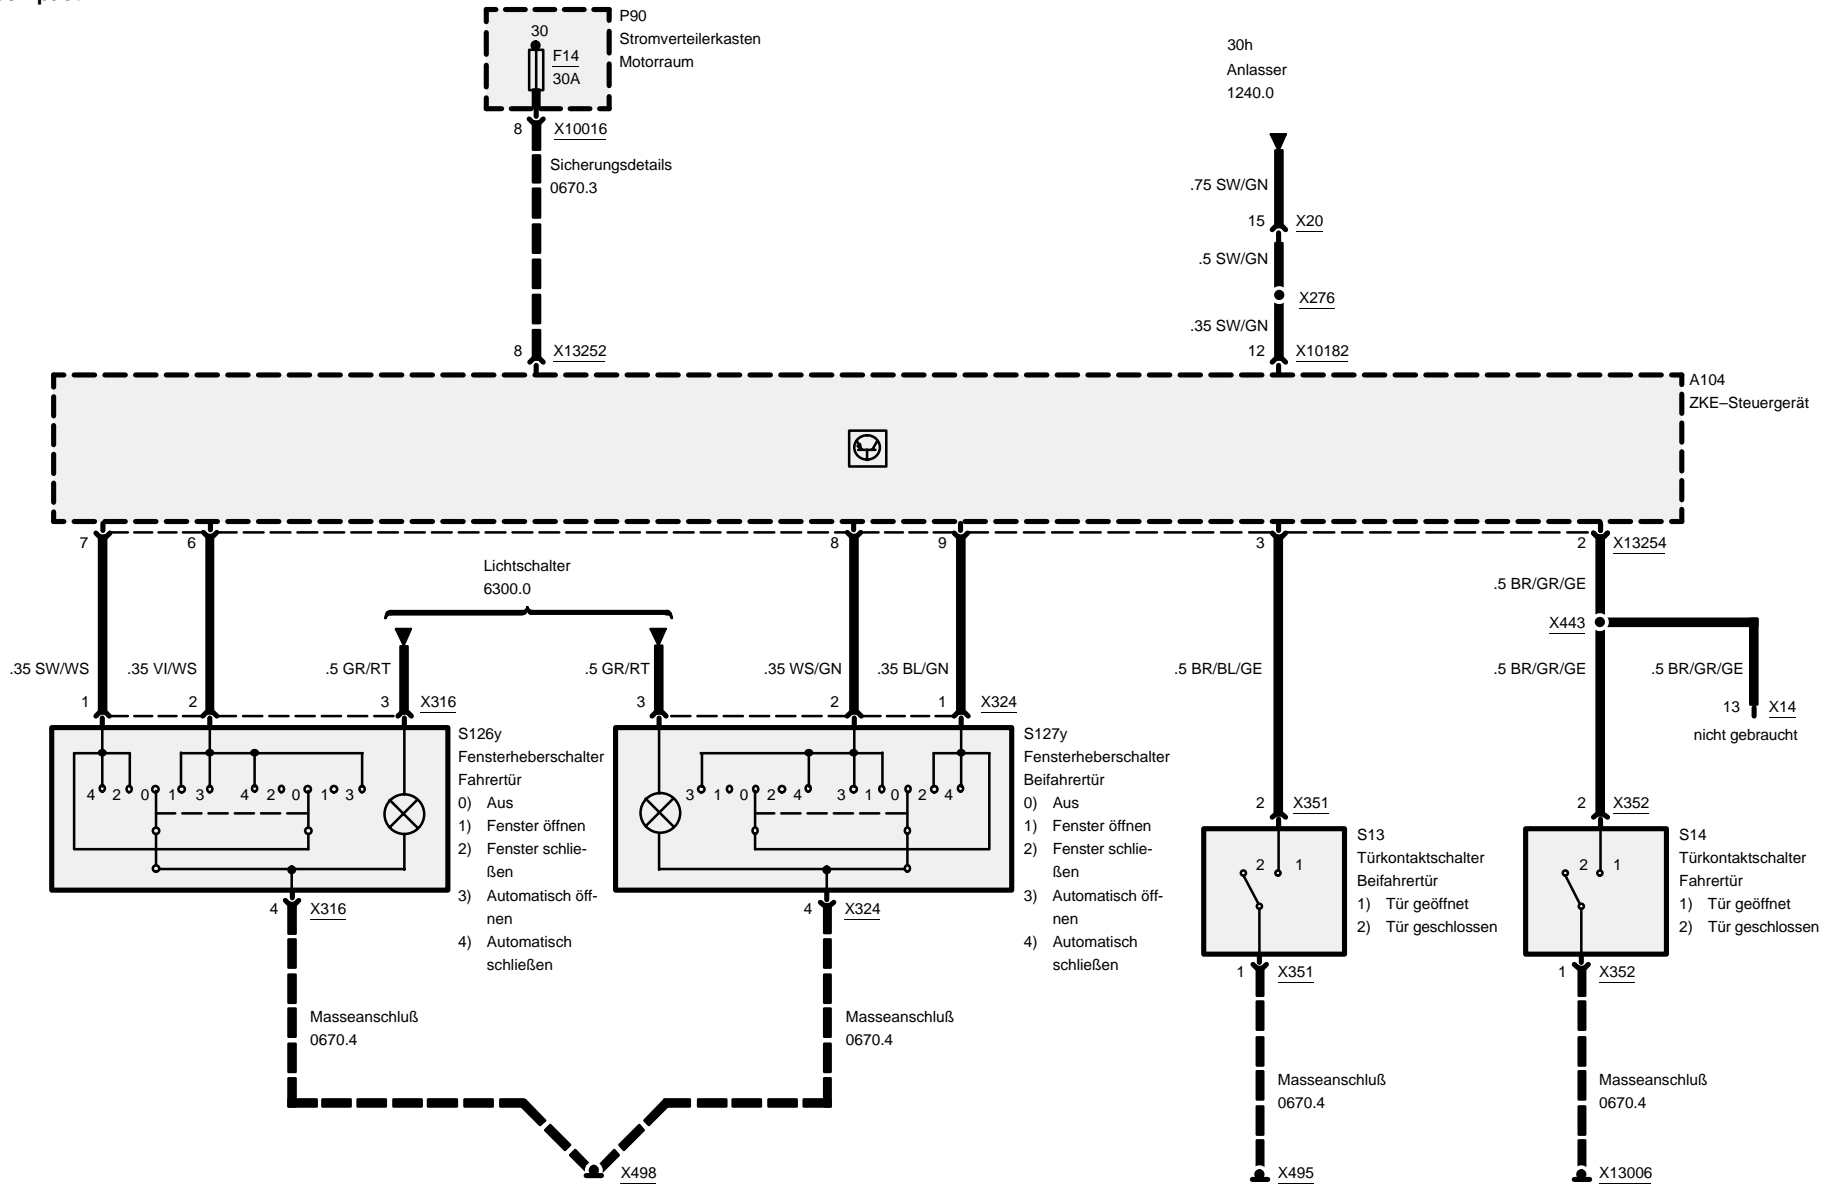 P90
Stromverteilerkasten
Motorraum
30
F14
30A
8 X10016
Sicherungsdetails
0670.3
8 X13252
30h
Anlasser
1240.0
.75 SW/GN
15 X20
.5 SW/GN
X276
.35 SW/GN
12 X10182
A104
ZKE–Steuergerät
7 6 8 9 3 2 X13254
Lichtschalter
6300.0
.5 BR/GR/GE
X443
.35 SW/WS .35 VI/WS .5 GR/RT .5 GR/RT .35 WS/GN .35 BL/GN .5 BR/BL/GE .5 BR/GR/GE .5 BR/GR/GE
1 2 3 X316 3 2 1 X324 13 X14
nicht gebraucht
S126y
Fensterheberschalter
Fahrertür
0) Aus
1) Fenster öffnen
2) Fenster schlie-
ßen
3) Automatisch öff-
nen
4) Automatisch
schließen
4 2 0 1 3 4 2 0 1 3
S127y
Fensterheberschalter
Beifahrertür
0) Aus
1) Fenster öffnen
2) Fenster schlie-
ßen
3) Automatisch öff-
nen
4) Automatisch
schließen
3 1 0 2 4 3 1 0 2 4
2 X351
S13
Türkontaktschalter
Beifahrertür
1) Tür geöffnet
2) Tür geschlossen
2 1
2 X352
S14
Türkontaktschalter
Fahrertür
1) Tür geöffnet
2) Tür geschlossen
2 1
4 X316
4 X324
1 X351
1 X352
Masseanschluß
0670.4
Masseanschluß
0670.4
Masseanschluß
0670.4
Masseanschluß
0670.4
X498
X495
X13006